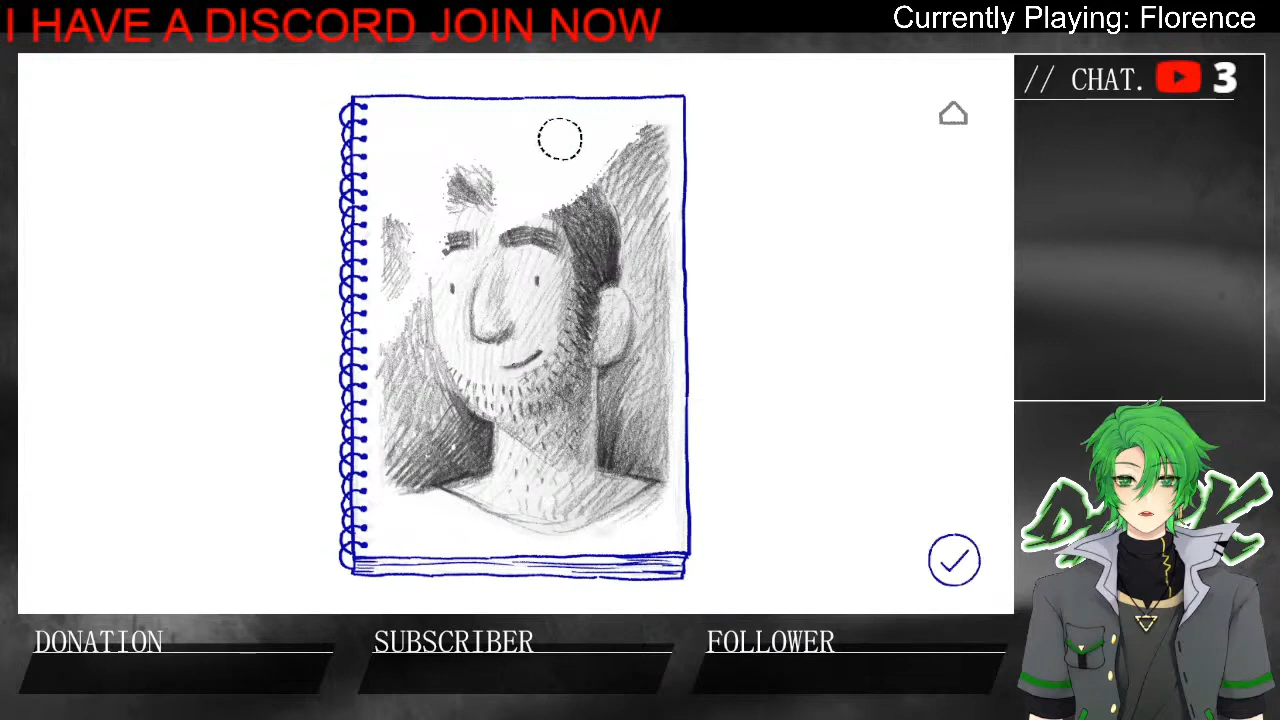 I HAVE A DISCORD JOIN NOW
Currently Playing: Florence
// CHAT. 3
DONATION
SUBSCRIBER
FOLLOWER